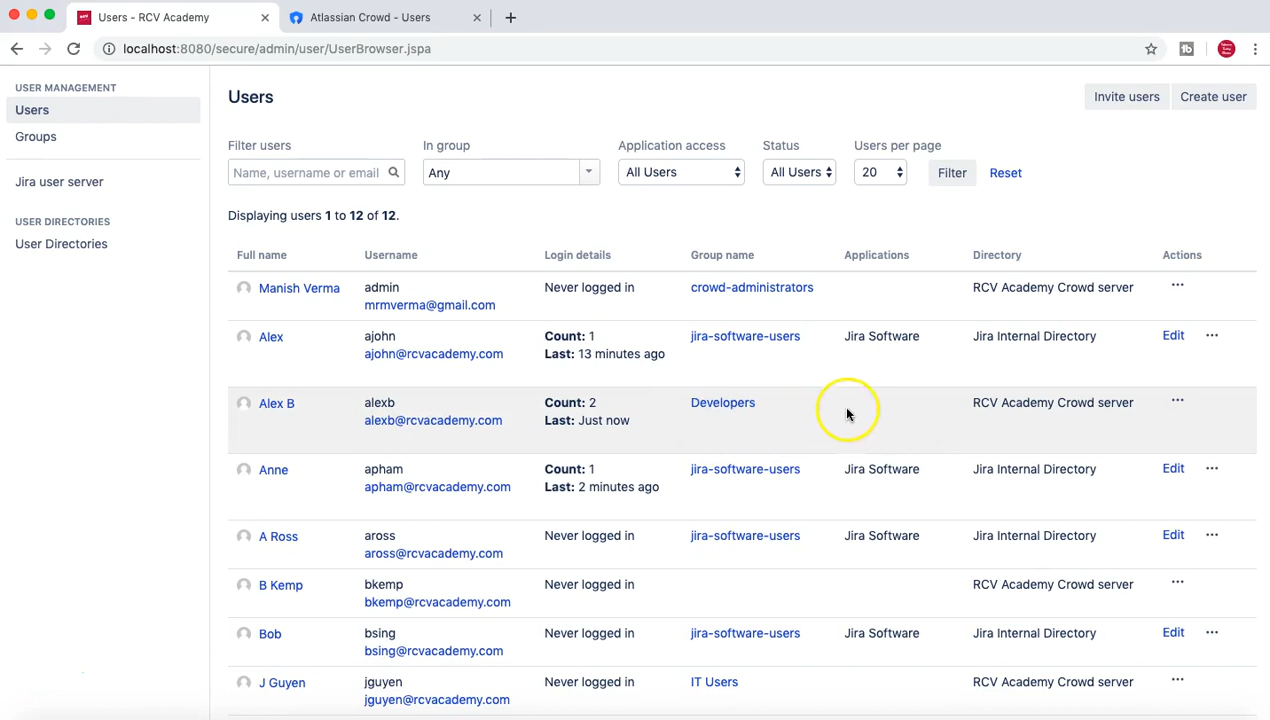 Users - RCV Academy
Atlassian Crowd - Users
localhost:8080/secure/admin/user/UserBrowser.jspa
USER MANAGEMENT
Users
Groups
Jira user server
USER DIRECTORIES
User Directories
Users
Invite users
Create user
Filter users
In group
Application access
Status
Users per page
Name, username or email
Any
All Users
All Users
20
Filter
Reset
Displaying users 1 to 12 of 12.
Full name Username Login details Group name Applications Directory Actions
Manish Verma admin Never logged in crowd-administrators RCV Academy Crowd server ...
mrmverma@gmail.com
Alex ajohn Count: 1 jira-software-users Jira Software Jira Internal Directory Edit ...
ajohn@rcvacademy.com Last: 13 minutes ago
Alex B alexb Count: 2 Developers RCV Academy Crowd server ...
alexb@rcvacademy.com Last: Just now
Anne apham Count: 1 jira-software-users Jira Software Jira Internal Directory Edit ...
apham@rcvacademy.com Last: 2 minutes ago
A Ross aross Never logged in jira-software-users Jira Software Jira Internal Directory Edit ...
aross@rcvacademy.com
B Kemp bkemp Never logged in RCV Academy Crowd server ...
bkemp@rcvacademy.com
Bob bsing Never logged in jira-software-users Jira Software Jira Internal Directory Edit ...
bsing@rcvacademy.com
J Guyen jguyen Never logged in IT Users RCV Academy Crowd server ...
jguyen@rcvacademy.com